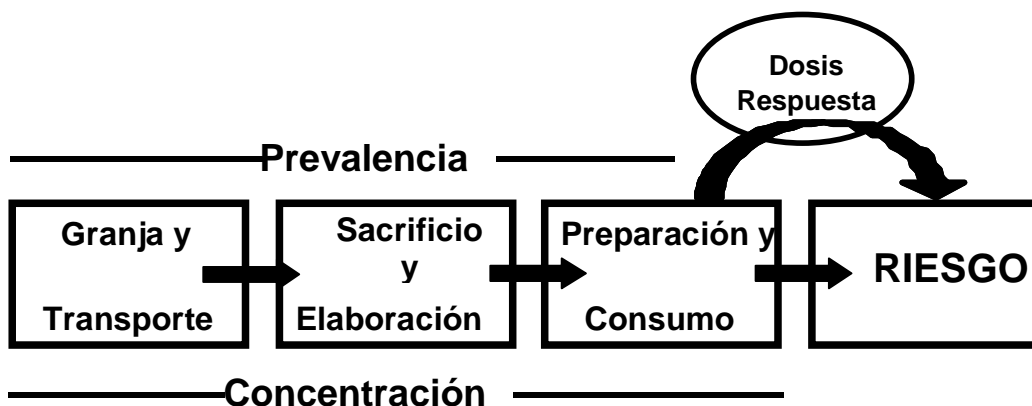 Dosis
Respuesta
Prevalencia
Granja y
Transporte
Sacrificio
y
Elaboración
Preparación y
Consumo
RIESGO
Concentración